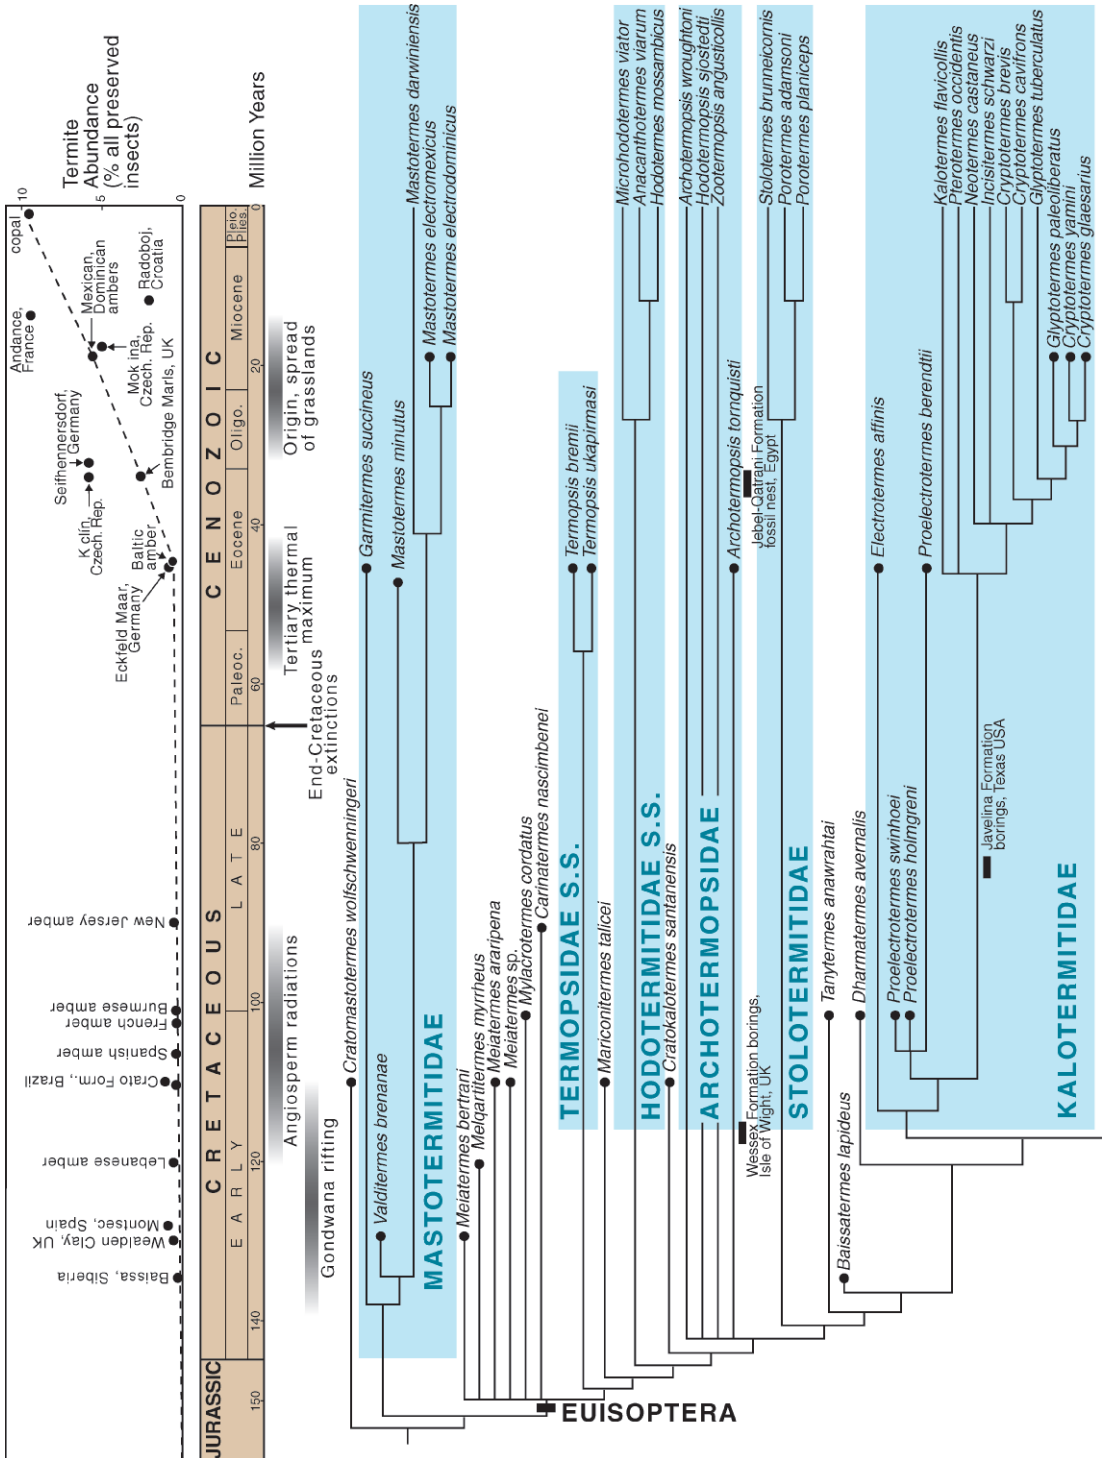 Termite
Abundance
(% all preserved
insects)
10
5
0
Million Years
copal
Andance,
France
Mexican,
Dominican
ambers
Radoboj,
Croatia
Mok ina,
Czech. Rep.
Seifhennersdorf,
Germany
K clín,
Czech. Rep.
Bembridge Marls, UK
Baltic
amber
Eckfeld Maar,
Germany
New Jersey amber
Burmese amber
French amber
Spanish amber
Crato Form., Brazil
Lebanese amber
Montsec, Spain
Wealden Clay, UK
Baissa, Siberia
JURASSIC
CRETACEOUS
CENOZOIC
EARLY
LATE
Paleoc.
Eocene
Oligo.
Miocene
Plies.
Pleio.
0
20
40
60
80
100
120
140
150
Origin, spread
of grasslands
Tertiary thermal
maximum
End-Cretaceous
extinctions
Angiosperm radiations
Gondwana rifting
Cratomastotermes wolfschwenningeri
Garmitermes succineus
Valditermes brenanae
Mastotermes minutus
Mastotermes darwiniensis
Mastotermes electromexicus
Mastotermes electrodominicus
MASTOTERMITIDAE
Meiatermes bertrani
Melqartitermes myrrheus
Meiatermes araripena
Meiatermes sp.
Mylacrotermes cordatus
Carinatermes nascimbenei
EUISOPTERA
Termopsis bremii
Termopsis ukapirmasi
TERMOPSIDAE S.S.
Mariconitermes talicei
Microhodotermes viator
Anacanthotermes viarum
Hodotermes mossambicus
HODOTERMITIDAE S.S.
Cratokalotermes santanensis
Archotermopsis wroughtoni
Hodotermopsis sjostedti
Zootermopsis angusticollis
Archotermopsis tornquisti
ARCHOTERMOPSIDAE
Jebel-Qatrani Formation
fossil nest, Egypt
Wessex Formation borings,
Isle of Wight, UK
Stolotermes brunneicornis
Porotermes adamsoni
Porotermes planiceps
STOLOTERMITIDAE
Tanytermes anawrahtai
Baissatermes lapideus
Dharmatermes avernalis
Electrotermes affinis
Proelectrotermes swinhoei
Proelectrotermes holmgreni
Proelectrotermes berendtii
Kalotermes flavicollis
Pterotermes occidentis
Neotermes castaneus
Incisitermes schwarzi
Cryptotermes brevis
Cryptotermes cavifrons
Glyptotermes tuberculatus
Glyptotermes paleoliberatus
Cryptotermes yamini
Cryptotermes glaesarius
Javelina Formation
borings, Texas USA
KALOTERMITIDAE